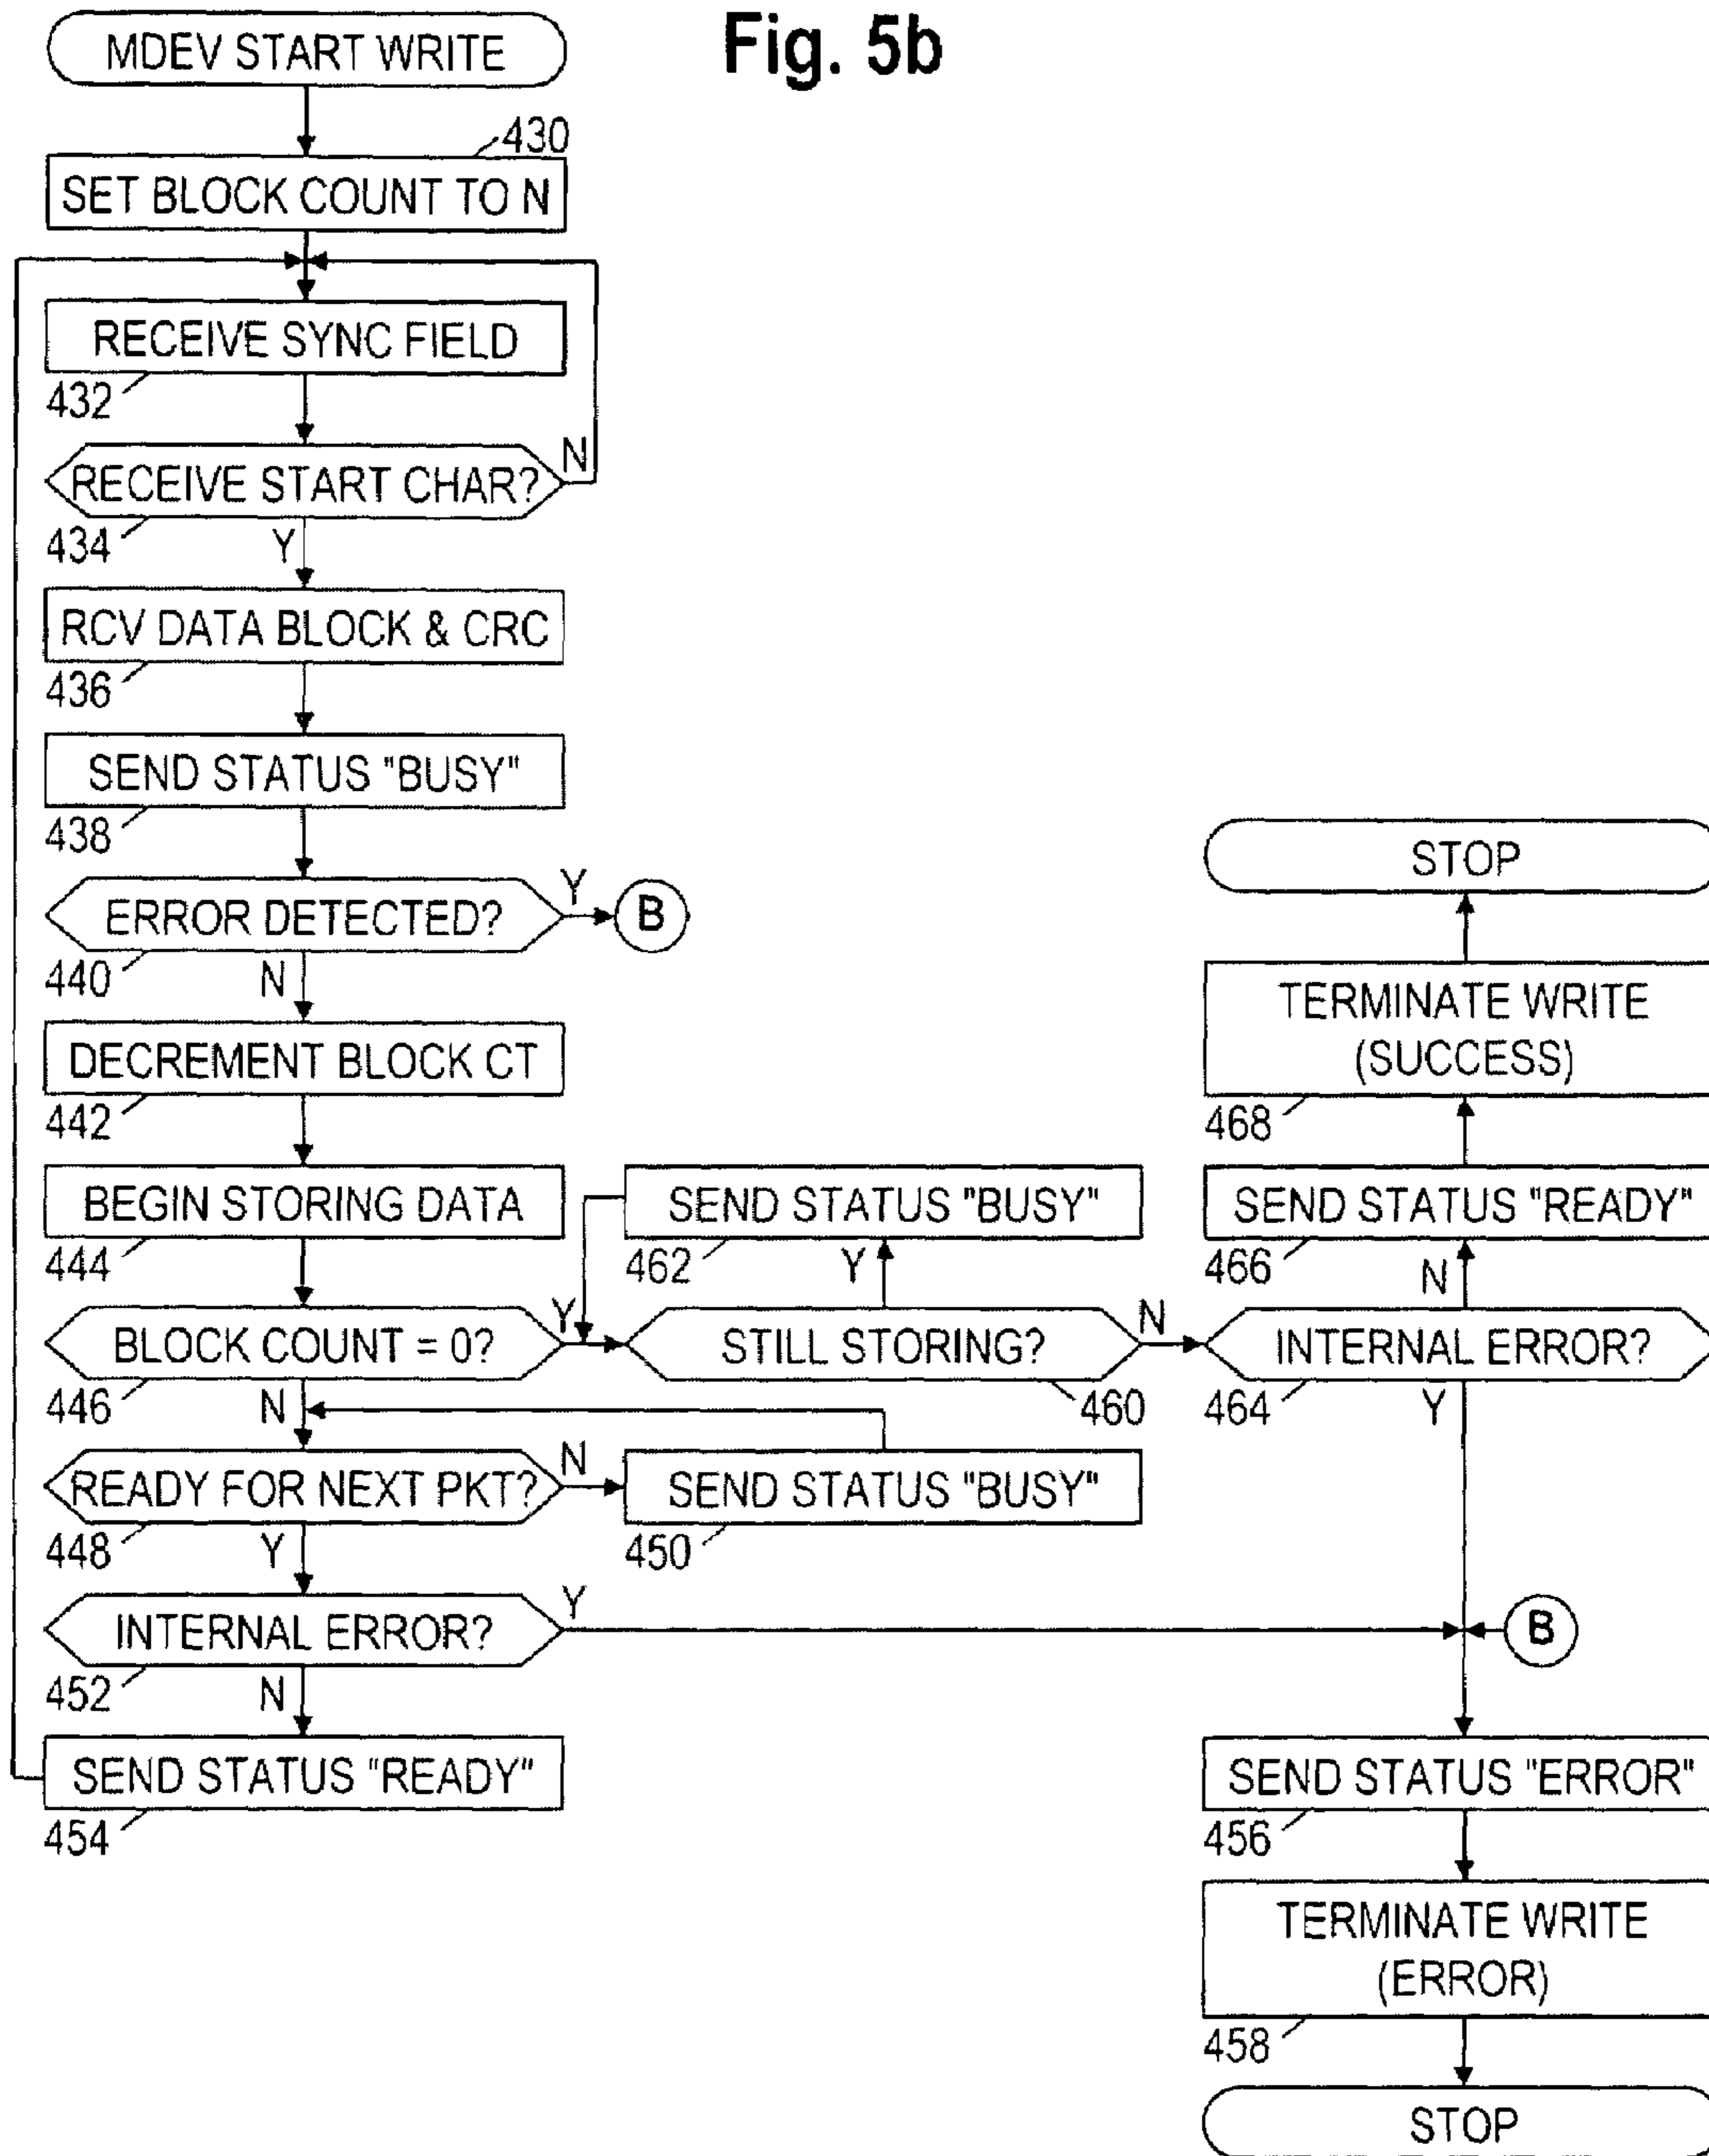 Fig. 5b
MDEV START WRITE
430
SET BLOCK COUNT TO N
RECEIVE SYNC FIELD
432
RECEIVE START CHAR?
N
434
Y
RCV DATA BLOCK & CRC
436
SEND STATUS "BUSY"
438
ERROR DETECTED?
Y
B
440
N
DECREMENT BLOCK CT
442
BEGIN STORING DATA
444
BLOCK COUNT = 0?
Y
446
N
READY FOR NEXT PKT?
N
448
Y
SEND STATUS "BUSY"
450
INTERNAL ERROR?
Y
452
N
SEND STATUS "READY"
454
SEND STATUS "BUSY"
462
Y
STILL STORING?
N
460
STOP
TERMINATE WRITE
(SUCCESS)
468
SEND STATUS "READY"
466
N
INTERNAL ERROR?
464
Y
B
SEND STATUS "ERROR"
456
TERMINATE WRITE
(ERROR)
458
STOP